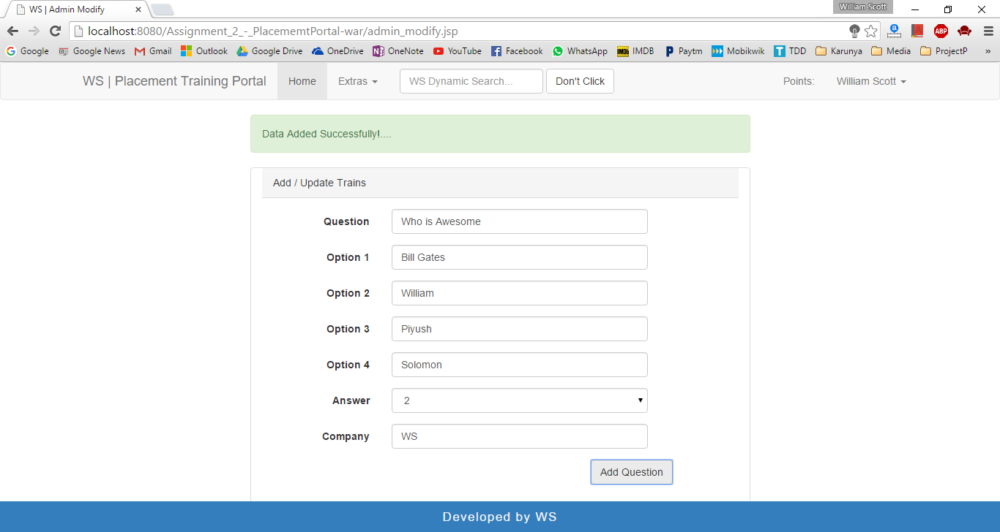 WS | Admin Modify
William Scott
localhost:8080/Assignment_2_-_PlacememtPortal-war/admin_modify.jsp
a
A
ABP
Google Google News Gmail Outlook Google Drive OneDrive OneNote YouTube Facebook WhatsApp IMDB Paytm Mobikwik TDD Karunya Media ProjectP »
WS | Placement Training Portal Home Extras WS Dynamic Search... Don't Click Points: William Scott
Data Added Successfully!....
Add / Update Trains
Question Who is Awesome
Option 1 Bill Gates
Option 2 William
Option 3 Piyush
Option 4 Solomon
Answer 2
Company WS
Add Question
Developed by WS